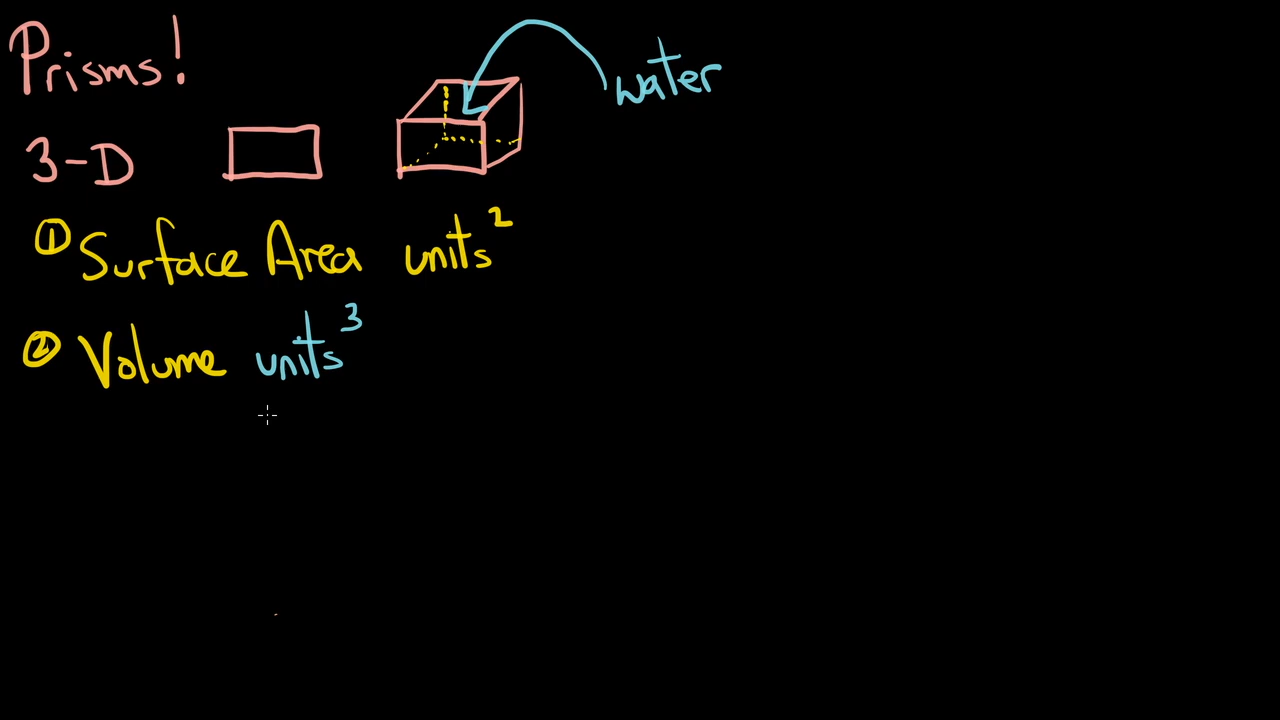 Prisms!
water
3-D
① Surface Area units²
② Volume units³